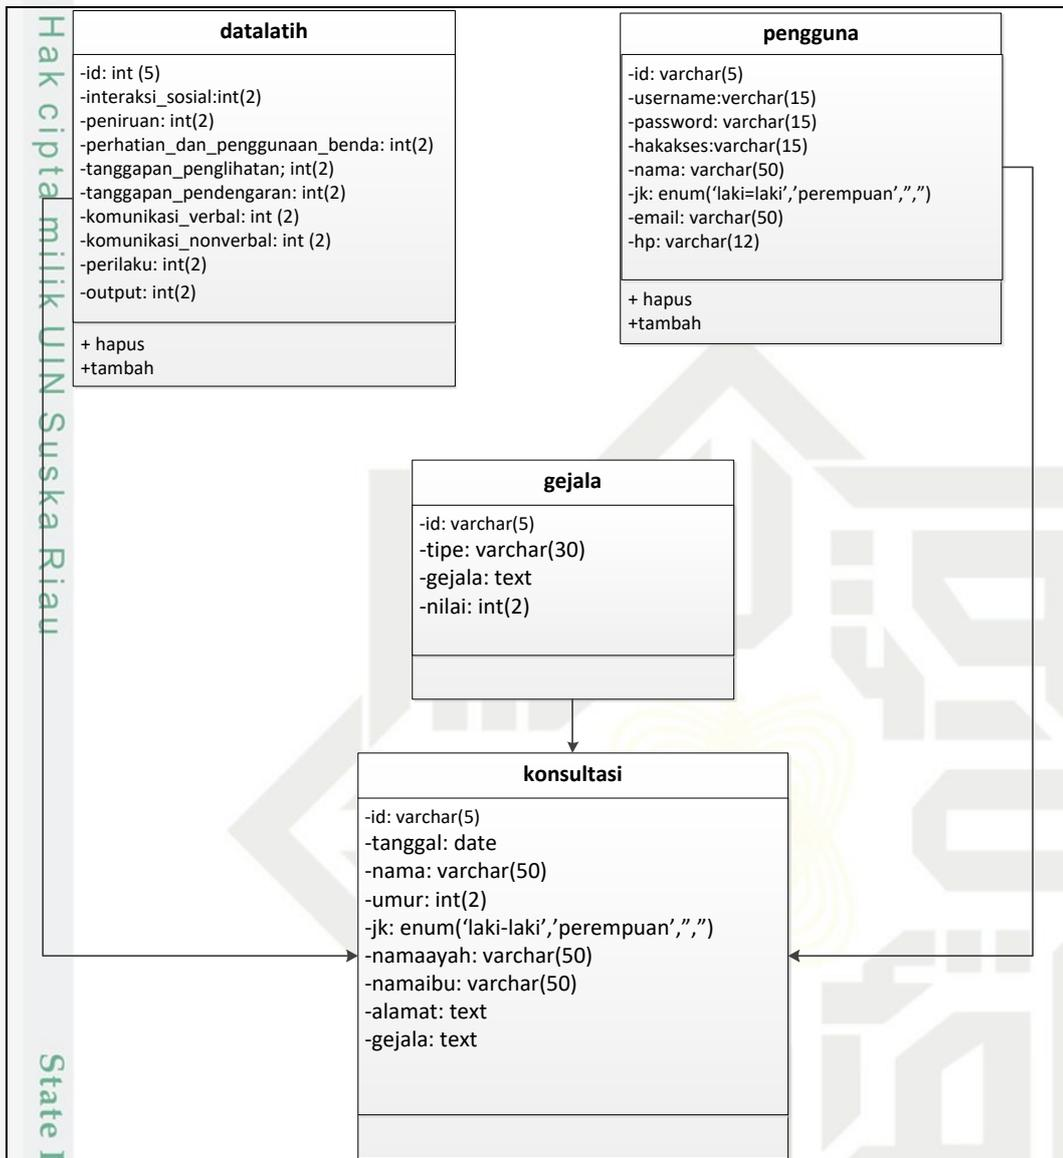 Hak cipta milik UIN Suska Riau
State
datalatih
-id: int (5)
-interaksi_sosial:int(2)
-peniruan: int(2)
-perhatian_dan_penggunaan_benda: int(2)
-tanggapan_penglihatan; int(2)
-tanggapan_pendengaran: int(2)
-komunikasi_verbal: int (2)
-komunikasi_nonverbal: int (2)
-perilaku: int(2)
-output: int(2)
+ hapus
+tambah
pengguna
-id: varchar(5)
-username:verchar(15)
-password: varchar(15)
-hakakses:varchar(15)
-nama: varchar(50)
-jk: enum(‘laki=laki’,’perempuan’,”,”)
-email: varchar(50)
-hp: varchar(12)
+ hapus
+tambah
gejala
-id: varchar(5)
-tipe: varchar(30)
-gejala: text
-nilai: int(2)
konsultasi
-id: varchar(5)
-tanggal: date
-nama: varchar(50)
-umur: int(2)
-jk: enum(‘laki-laki’,’perempuan’,”,”)
-namaayah: varchar(50)
-namaibu: varchar(50)
-alamat: text
-gejala: text